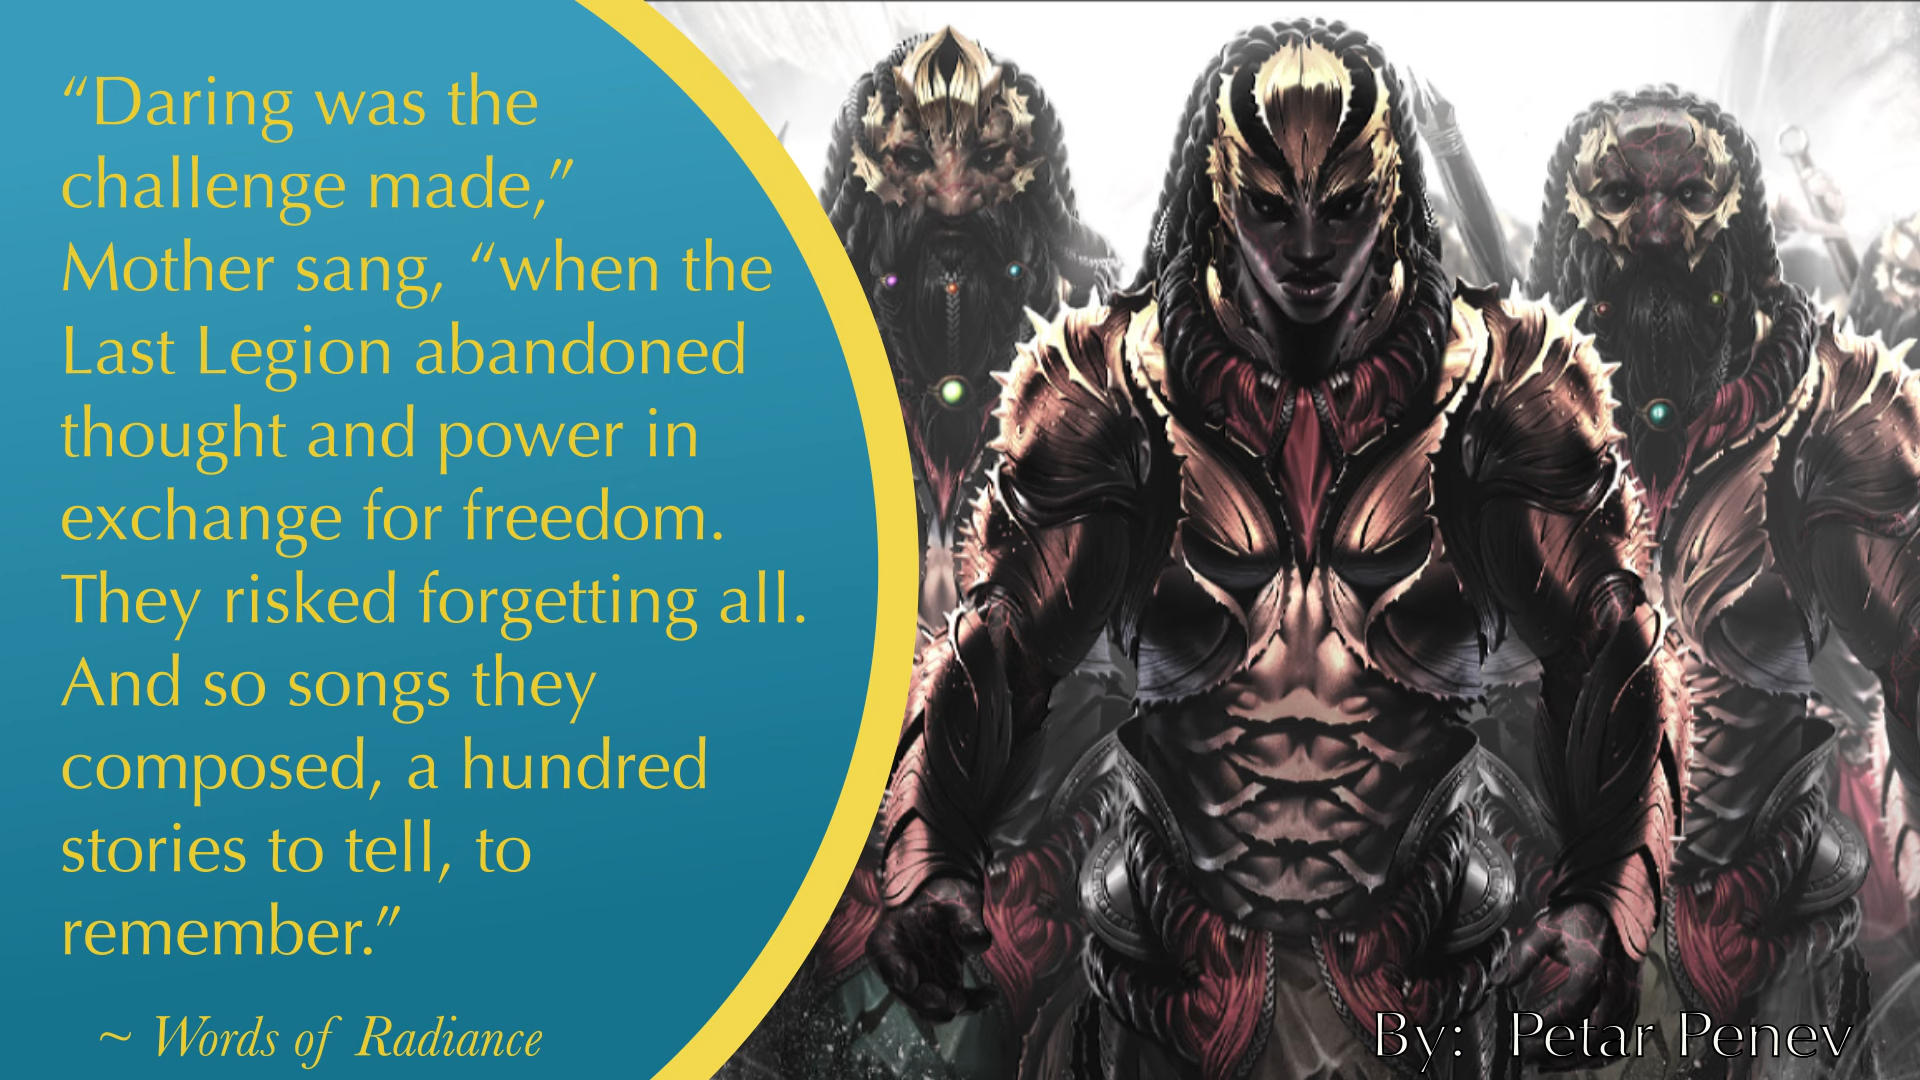 “Daring was the
challenge made,”
Mother sang, “when the
Last Legion abandoned
thought and power in
exchange for freedom.
They risked forgetting all.
And so songs they
composed, a hundred
stories to tell, to
remember.”
~ Words of Radiance
By: Petar Penev